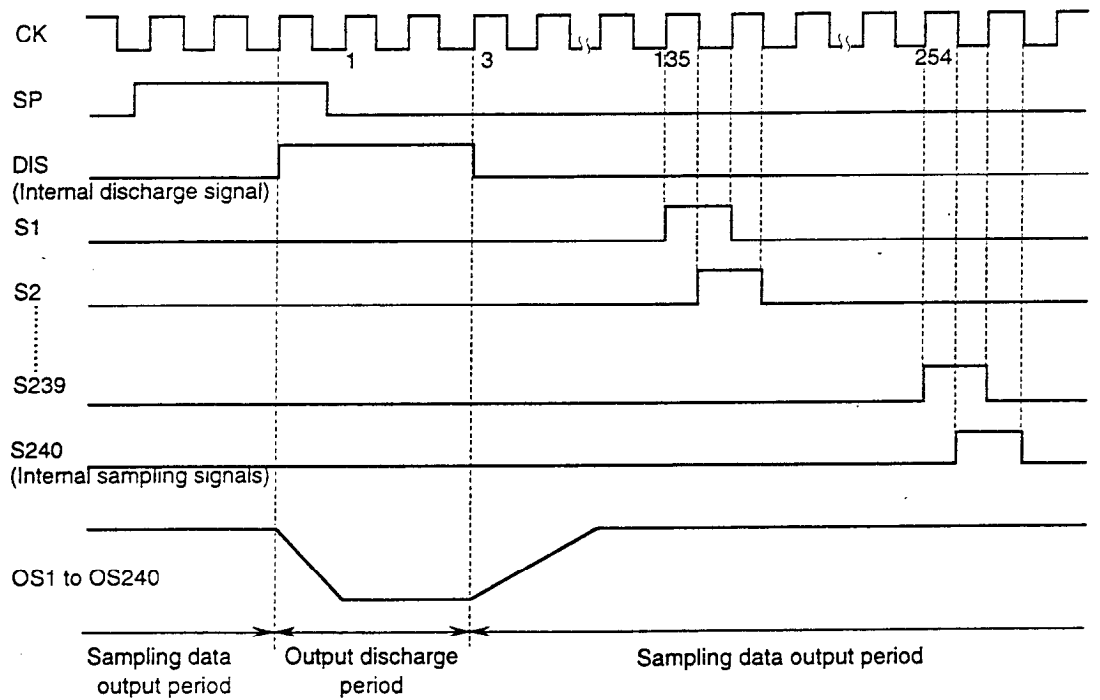 CK
1 3 135 254
SP
DIS
(Internal discharge signal)
S1
S2
S239
S240
(Internal sampling signals)
OS1 to OS240
Sampling data
output period
Output discharge
period
Sampling data output period